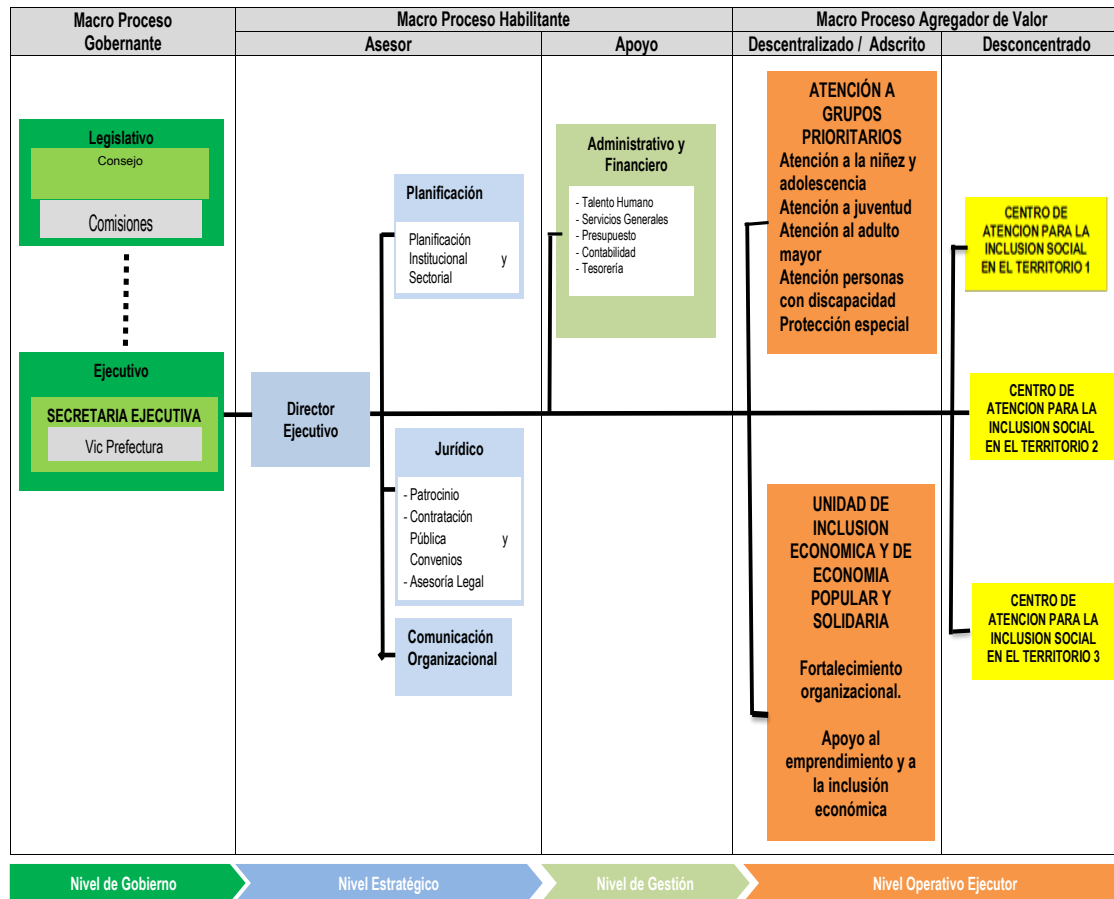 Macro Proceso
Gobernante
Macro Proceso Habilitante
Macro Proceso Agregador de Valor
Asesor
Apoyo
Descentralizado / Adscrito
Desconcentrado
Legislativo
Consejo
Comisiones
Ejecutivo
SECRETARIA EJECUTIVA
Vic Prefectura
Director
Ejecutivo
Planificación
Planificación
Institucional y
Sectorial
Jurídico
- Patrocinio
- Contratación
Pública y
Convenios
- Asesoría Legal
Comunicación
Organizacional
Administrativo y
Financiero
- Talento Humano
- Servicios Generales
- Presupuesto
- Contabilidad
- Tesorería
ATENCIÓN A
GRUPOS
PRIORITARIOS
Atención a la niñez y
adolescencia
Atención a juventud
Atención al adulto
mayor
Atención personas
con discapacidad
Protección especial
UNIDAD DE
INCLUSION
ECONOMICA Y DE
ECONOMIA
POPULAR Y
SOLIDARIA
Fortalecimiento
organizacional.
Apoyo al
emprendimiento y a
la inclusión
económica
CENTRO DE
ATENCION PARA LA
INCLUSION SOCIAL
EN EL TERRITORIO 1
CENTRO DE
ATENCION PARA LA
INCLUSION SOCIAL
EN EL TERRITORIO 2
CENTRO DE
ATENCION PARA LA
INCLUSION SOCIAL
EN EL TERRITORIO 3
Nivel de Gobierno
Nivel Estratégico
Nivel de Gestión
Nivel Operativo Ejecutor